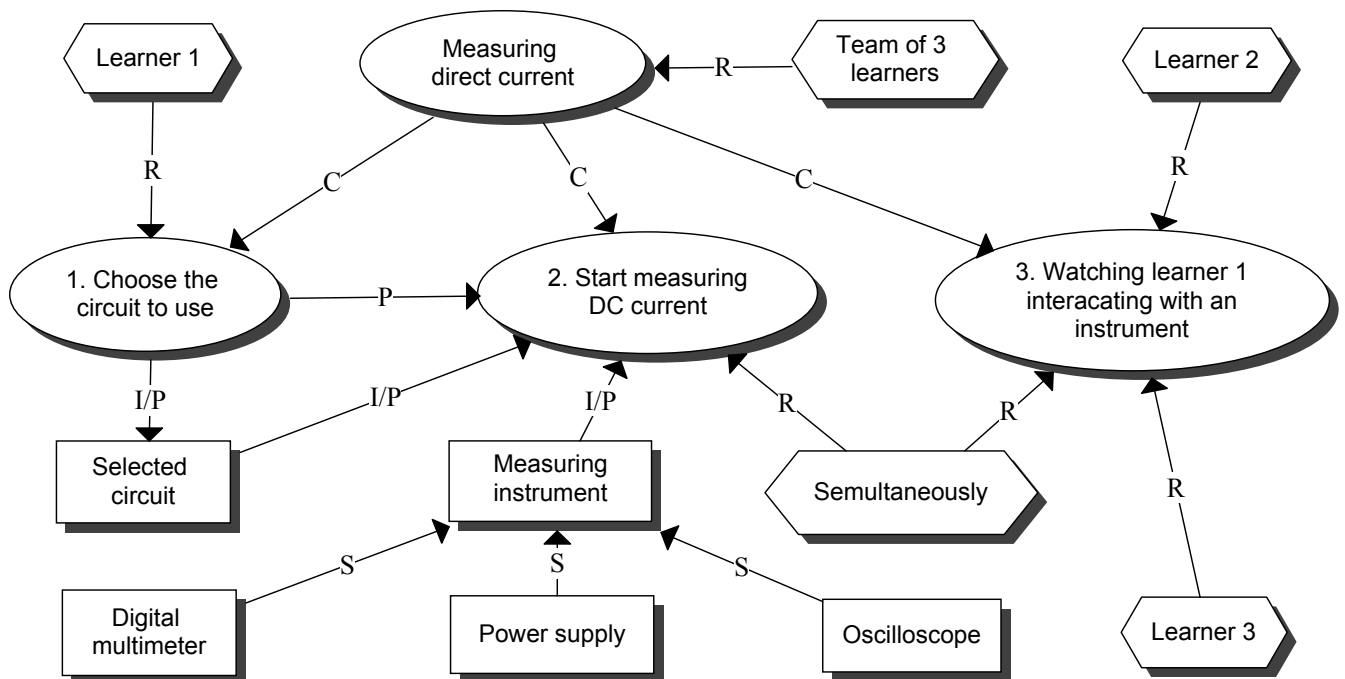 Learner 1
Measuring
direct current
Team of 3
learners
Learner 2
R
R
R
C
C
C
1. Choose the
circuit to use
P
2. Start measuring
DC current
3. Watching learner 1
interacating with an
instrument
I/P
I/P
I/P
R
R
R
Selected
circuit
Measuring
instrument
Semultaneously
S
S
S
Digital
multimeter
Power supply
Oscilloscope
Learner 3